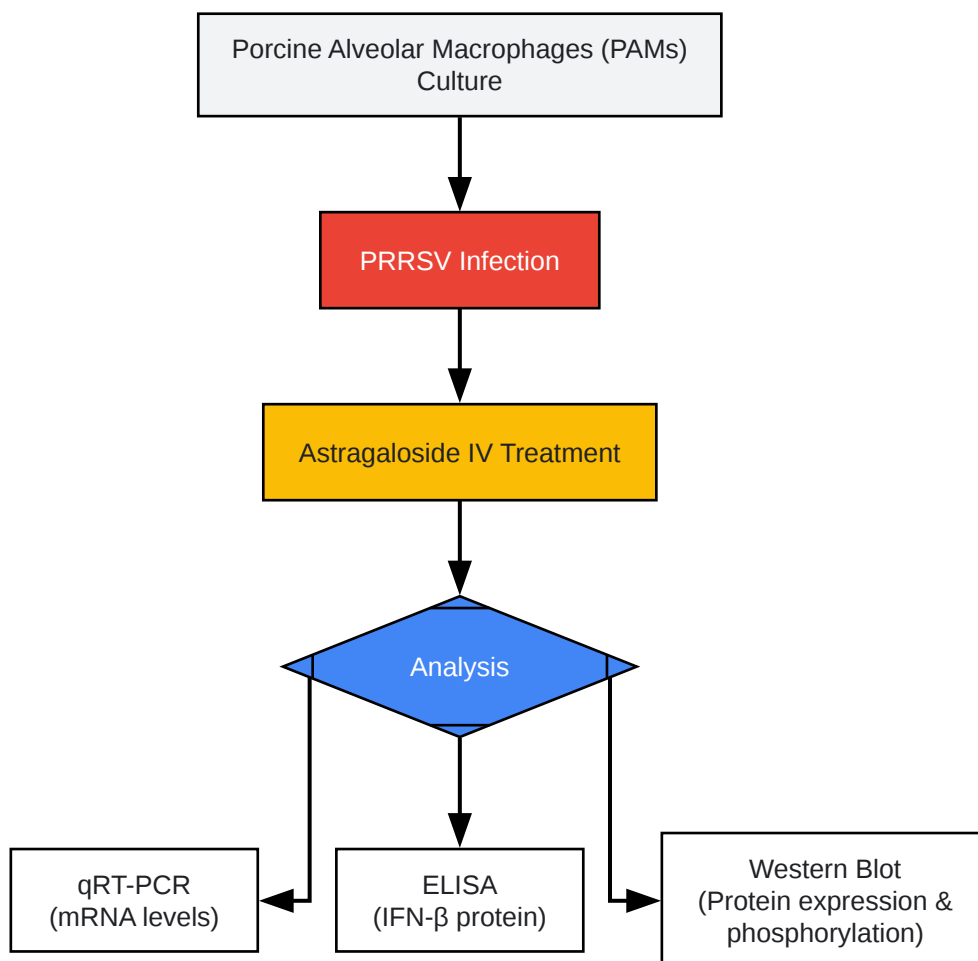 Porcine Alveolar Macrophages (PAMs)
Culture
PRRSV Infection
Astragaloside IV Treatment
Analysis
qRT-PCR
(mRNA levels)
ELISA
(IFN-β protein)
Western Blot
(Protein expression &
phosphorylation)